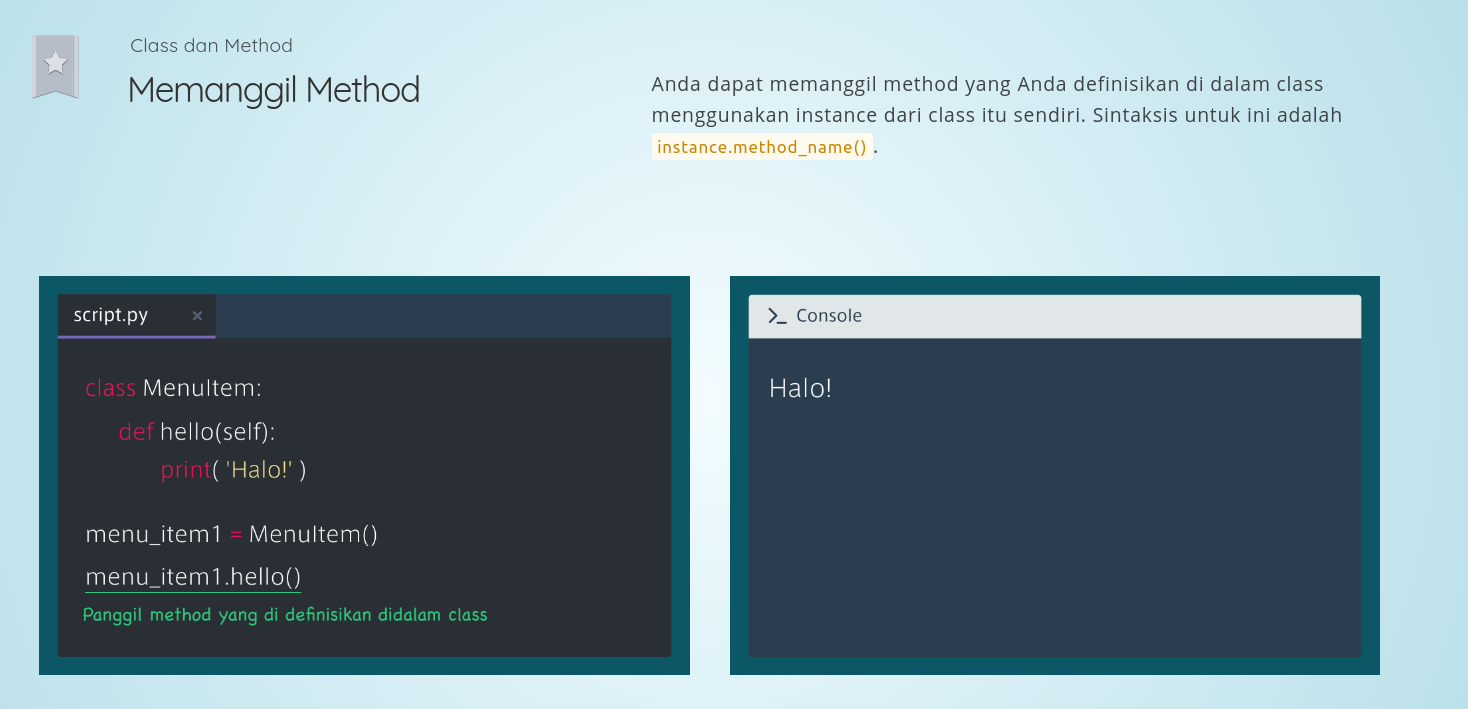 Class dan Method
Memanggil Method
Anda dapat memanggil method yang Anda definisikan di dalam class
menggunakan instance dari class itu sendiri. Sintaksis untuk ini adalah
instance.method_name() .
script.py ×
class MenuItem:
def hello(self):
print( 'Halo!' )
menu_item1 = MenuItem()
menu_item1.hello()
Panggil method yang di definisikan didalam class
Console
Halo!